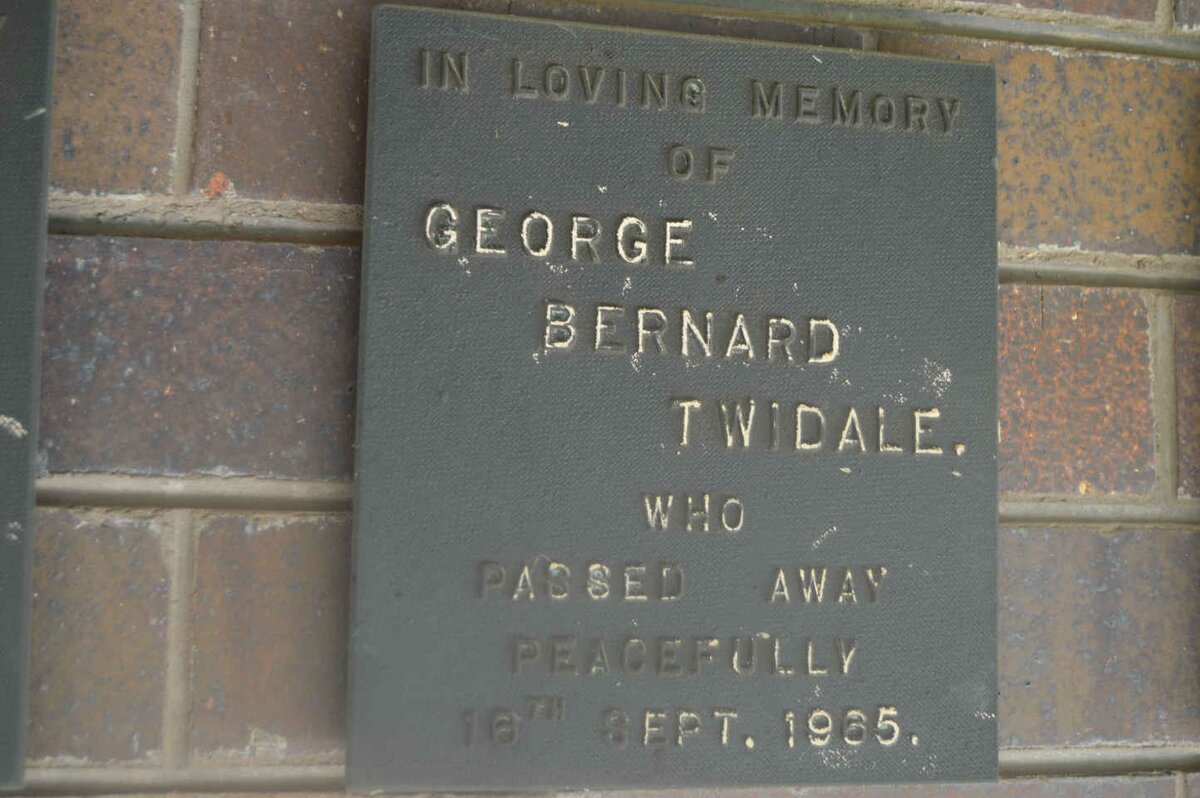 IN LOVING MEMORY
OF
GEORGE
BERNARD
TWIDALE.
WHO
PASSED AWAY
PEACEFULLY
16TH SEPT. 1965.